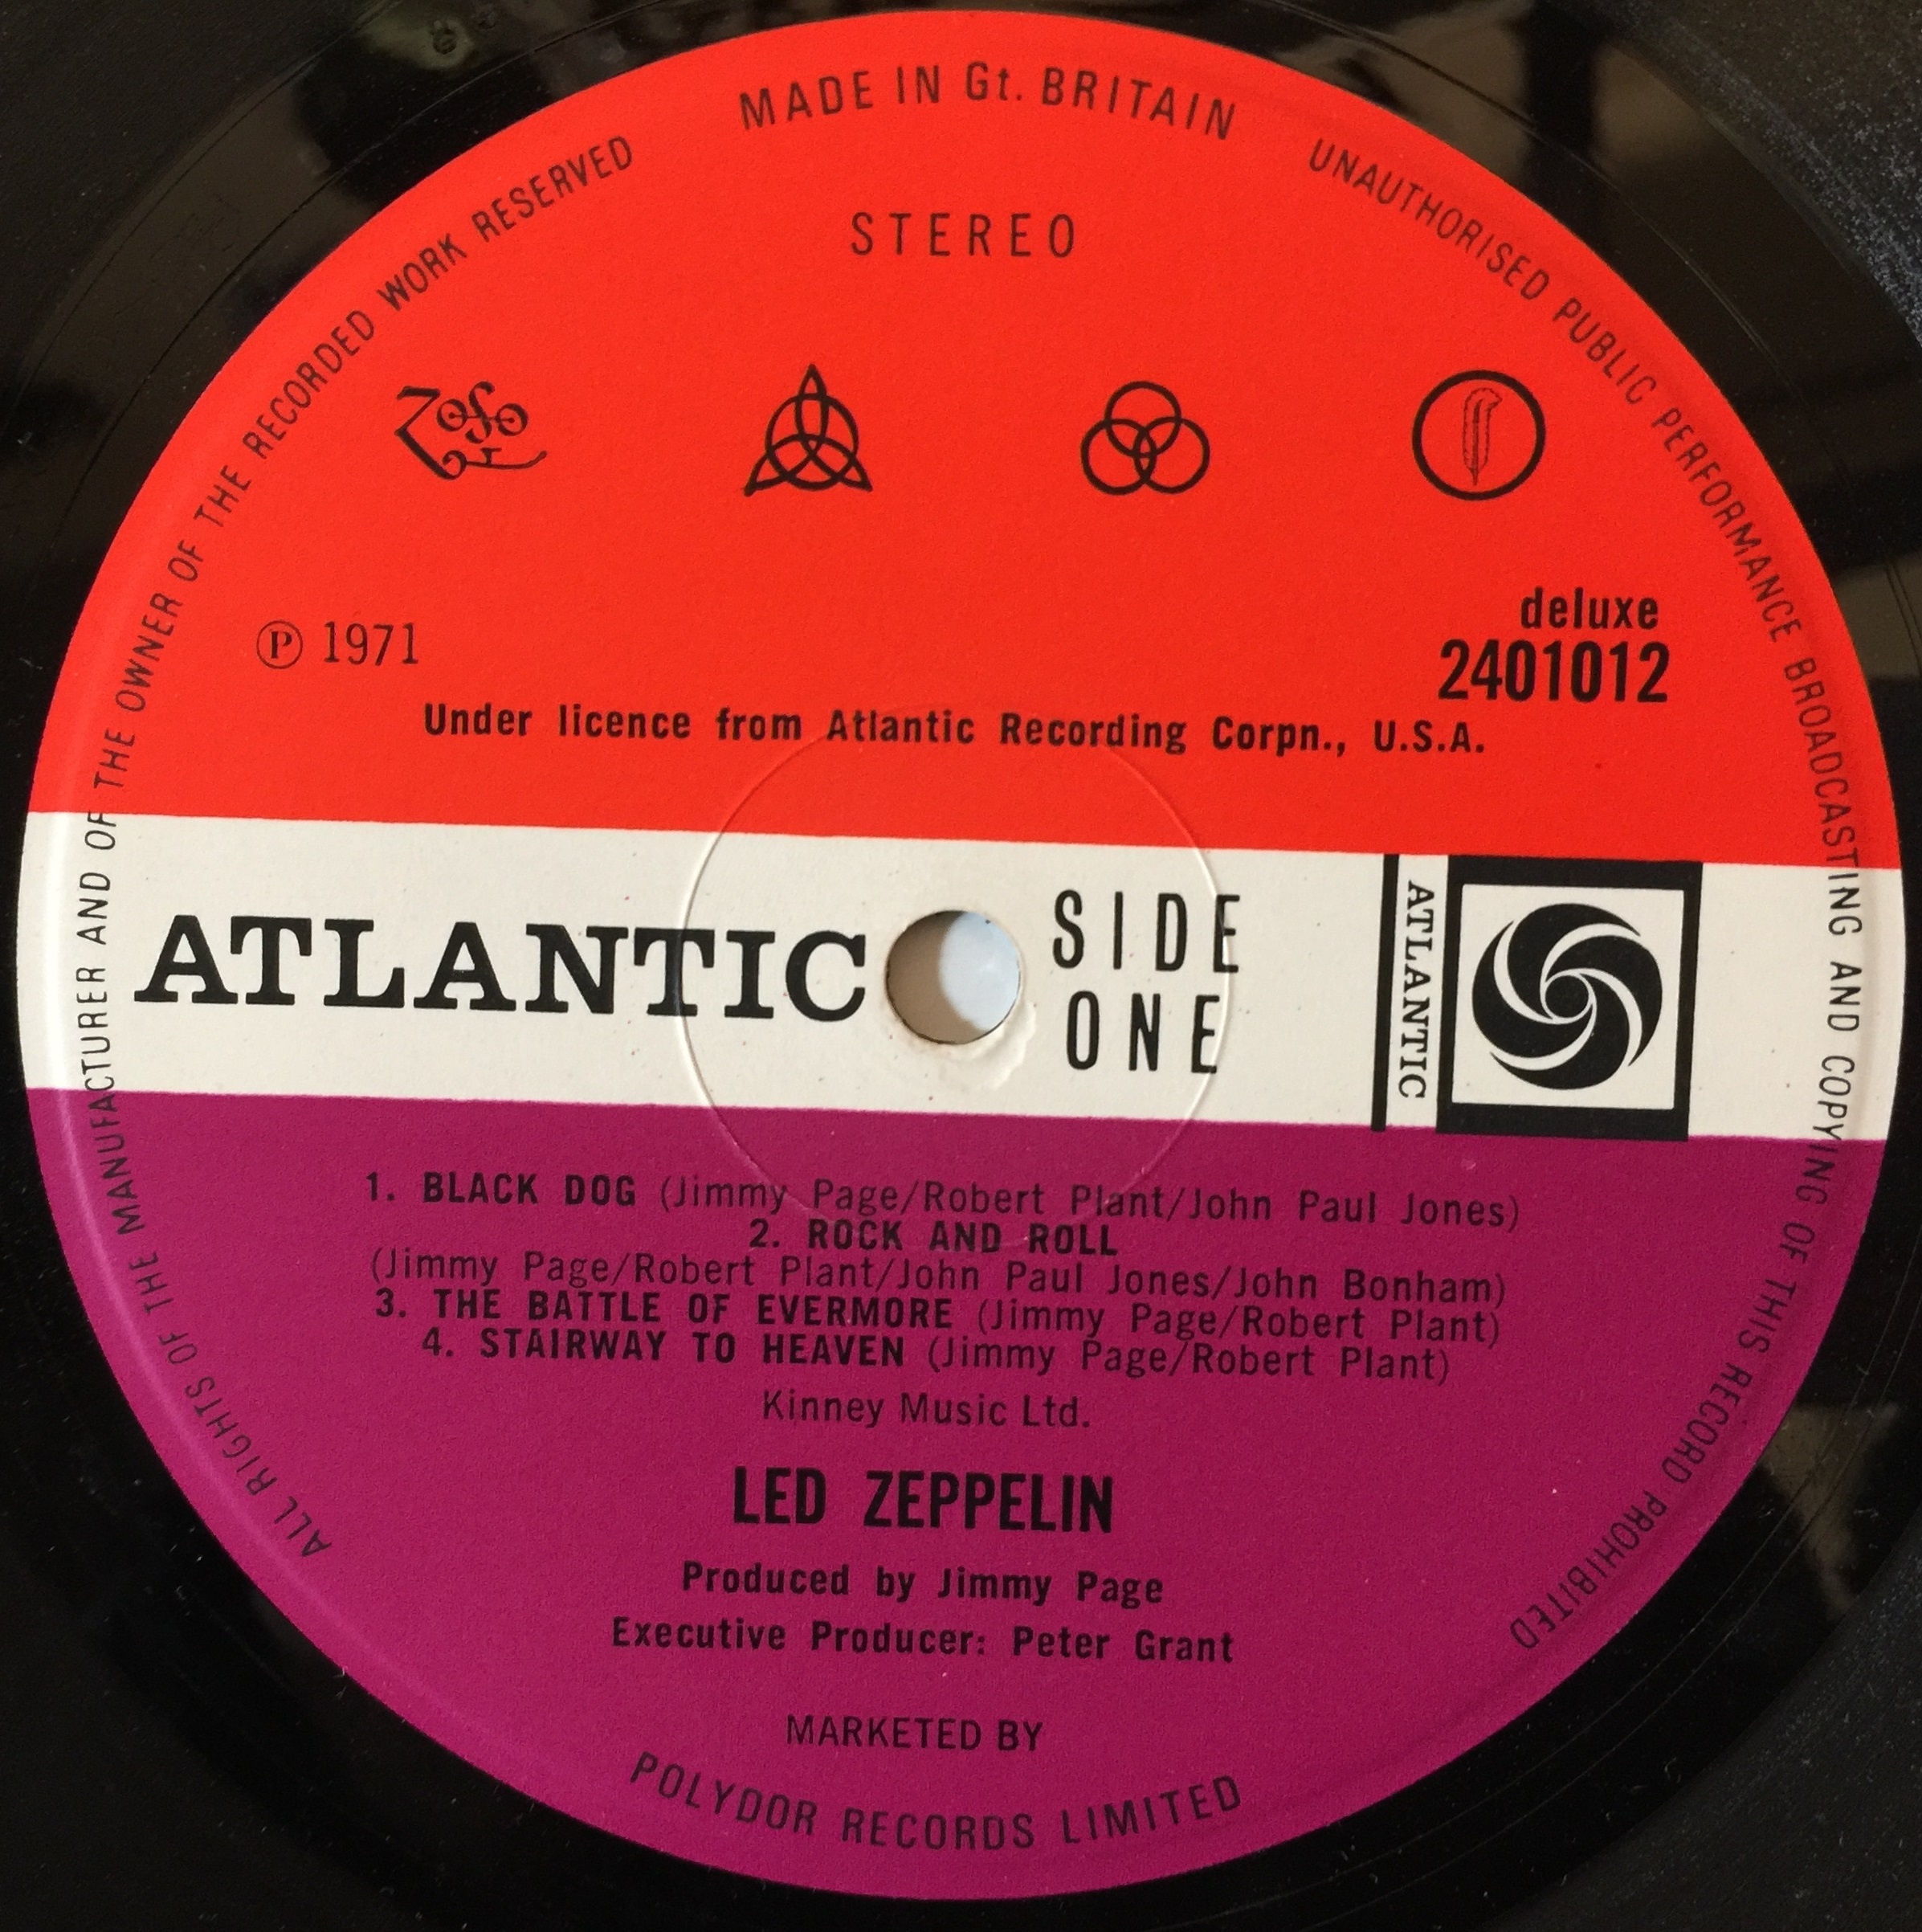 MADE IN Gt. BRITAIN
UNAUTHORISED PUBLIC PERFORMANCE BROADCASTING AND COPYING OF THIS RECORD PROHIBITED
ALL RIGHTS OF THE MANUFACTURER AND OF THE OWNER OF THE RECORDED WORK RESERVED
STEREO
ZoSo
deluxe
℗ 1971
2401012
Under licence from Atlantic Recording Corpn., U.S.A.
ATLANTIC
SIDE
ONE
ATLANTIC
1. BLACK DOG (Jimmy Page/Robert Plant/John Paul Jones)
2. ROCK AND ROLL
(Jimmy Page/Robert Plant/John Paul Jones/John Bonham)
3. THE BATTLE OF EVERMORE (Jimmy Page/Robert Plant)
4. STAIRWAY TO HEAVEN (Jimmy Page/Robert Plant)
Kinney Music Ltd.
LED ZEPPELIN
Produced by Jimmy Page
Executive Producer: Peter Grant
MARKETED BY
POLYDOR RECORDS LIMITED